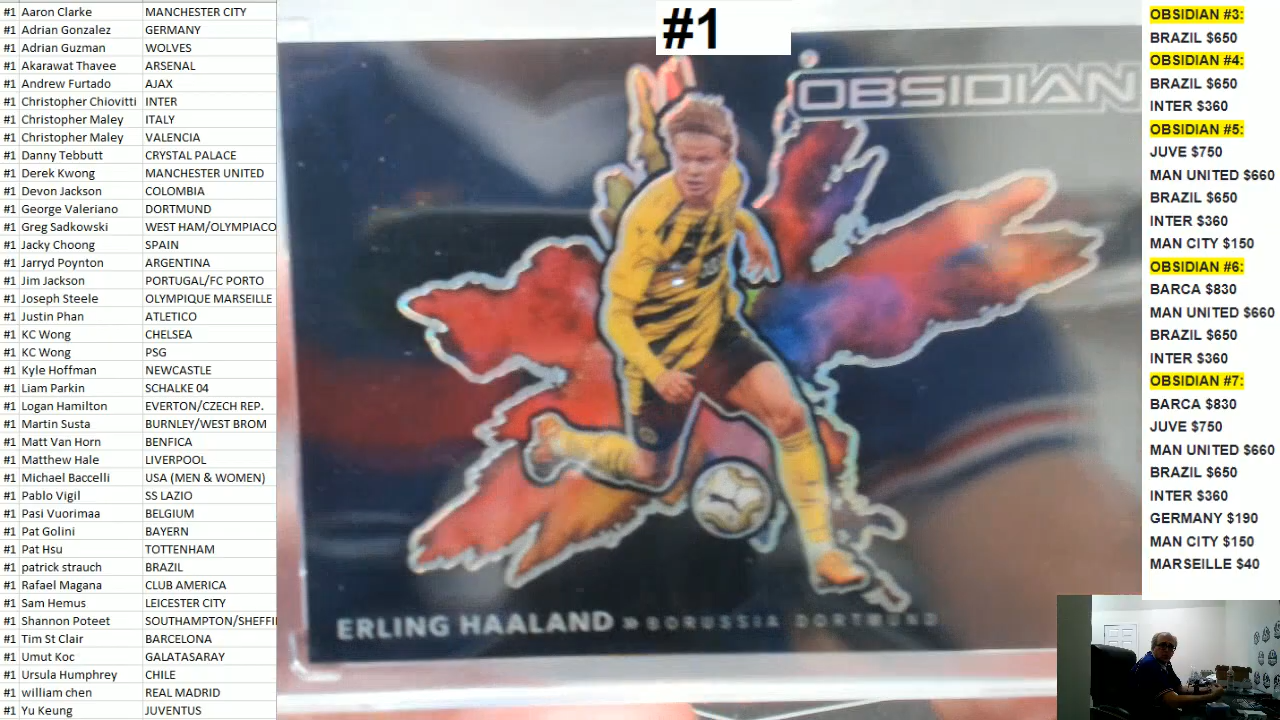 #1 Aaron Clarke MANCHESTER CITY
#1 Adrian Gonzalez GERMANY
#1 Adrian Guzman WOLVES
#1 Akarawat Thavee ARSENAL
#1 Andrew Furtado AJAX
#1 Christopher Chiovitti INTER
#1 Christopher Maley ITALY
#1 Christopher Maley VALENCIA
#1 Danny Tebbutt CRYSTAL PALACE
#1 Derek Kwong MANCHESTER UNITED
#1 Devon Jackson COLOMBIA
#1 George Valeriano DORTMUND
#1 Greg Sadkowski WEST HAM/OLYMPIACO
#1 Jacky Choong SPAIN
#1 Jarryd Poynton ARGENTINA
#1 Jim Jackson PORTUGAL/FC PORTO
#1 Joseph Steele OLYMPIQUE MARSEILLE
#1 Justin Phan ATLETICO
#1 KC Wong CHELSEA
#1 KC Wong PSG
#1 Kyle Hoffman NEWCASTLE
#1 Liam Parkin SCHALKE 04
#1 Logan Hamilton EVERTON/CZECH REP.
#1 Martin Susta BURNLEY/WEST BROM
#1 Matt Van Horn BENFICA
#1 Matthew Hale LIVERPOOL
#1 Michael Baccelli USA (MEN & WOMEN)
#1 Pablo Vigil SS LAZIO
#1 Pasi Vuorimaa BELGIUM
#1 Pat Golini BAYERN
#1 Pat Hsu TOTTENHAM
#1 patrick strauch BRAZIL
#1 Rafael Magana CLUB AMERICA
#1 Sam Hemus LEICESTER CITY
#1 Shannon Poteet SOUTHAMPTON/SHEFFI
#1 Tim St Clair BARCELONA
#1 Umut Koc GALATASARAY
#1 Ursula Humphrey CHILE
#1 william chen REAL MADRID
#1 Yu Keung JUVENTUS
#1
OBSIDIAN
ERLING HAALAND » BORUSSIA DORTMUND
OBSIDIAN #3:
BRAZIL $650
OBSIDIAN #4:
BRAZIL $650
INTER $360
OBSIDIAN #5:
JUVE $750
MAN UNITED $660
BRAZIL $650
INTER $360
MAN CITY $150
OBSIDIAN #6:
BARCA $830
MAN UNITED $660
BRAZIL $650
INTER $360
OBSIDIAN #7:
BARCA $830
JUVE $750
MAN UNITED $660
BRAZIL $650
INTER $360
GERMANY $190
MAN CITY $150
MARSEILLE $40